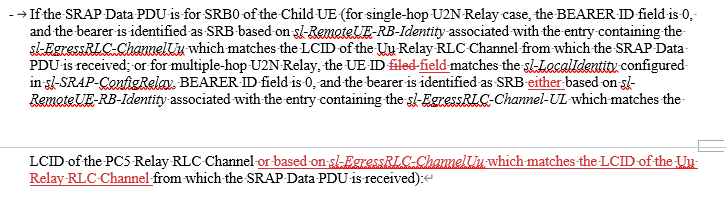 - → If the SRAP Data PDU is for SRB0 of the Child UE (for single-hop U2N Relay case, the BEARER ID field is 0,
and the bearer is identified as SRB based on sl-RemoteUE-RB-Identity associated with the entry containing the
sl-EgressRLC-ChannelUu which matches the LCID of the Uu Relay RLC Channel from which the SRAP Data
PDU is received; or for multiple-hop U2N Relay, the UE ID filed field matches the sl-LocalIdentity configured
in sl-SRAP-ConfigRelay, BEARER ID field is 0, and the bearer is identified as SRB either based on sl-
RemoteUE-RB-Identity associated with the entry containing the sl-EgressRLC-Channel-UL which matches the
LCID of the PC5 Relay RLC Channel or based on sl-EgressRLC-ChannelUu which matches the LCID of the Uu
Relay RLC Channel from which the SRAP Data PDU is received):↵